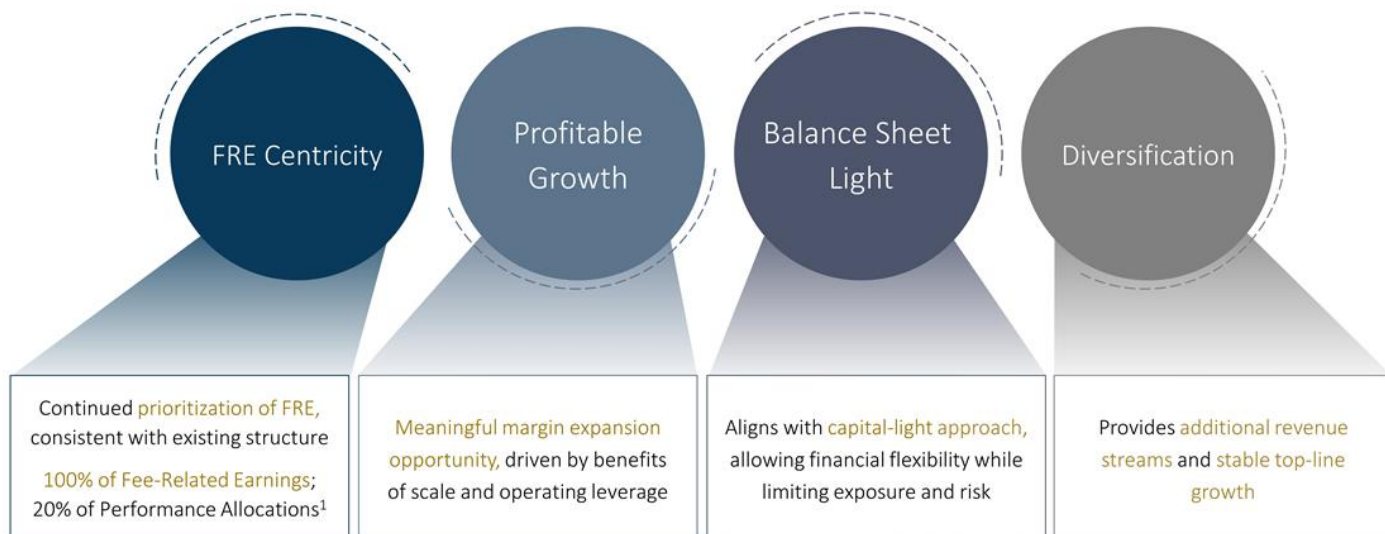 FRE Centricity
Profitable
Growth
Balance Sheet
Light
Diversification
Continued prioritization of FRE,
consistent with existing structure
100% of Fee-Related Earnings;
20% of Performance Allocations¹
Meaningful margin expansion
opportunity, driven by benefits
of scale and operating leverage
Aligns with capital-light approach,
allowing financial flexibility while
limiting exposure and risk
Provides additional revenue
streams and stable top-line
growth